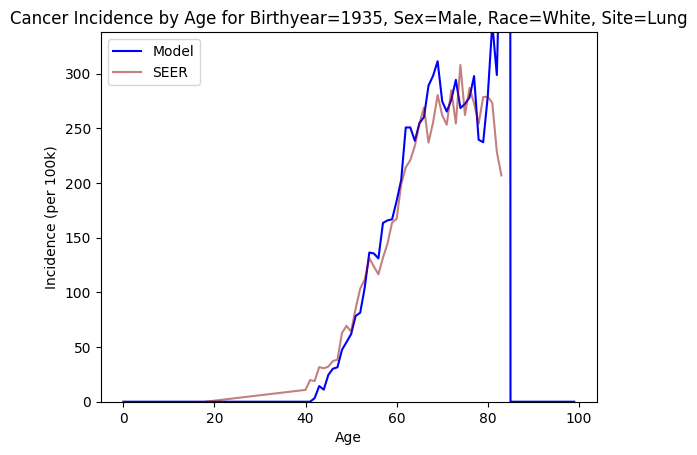 Cancer Incidence by Age for Birthyear=1935, Sex=Male, Race=White, Site=Lung
Model
SEER
Incidence (per 100k)
300
250
200
150
100
50
0
0 20 40 60 80 100
Age